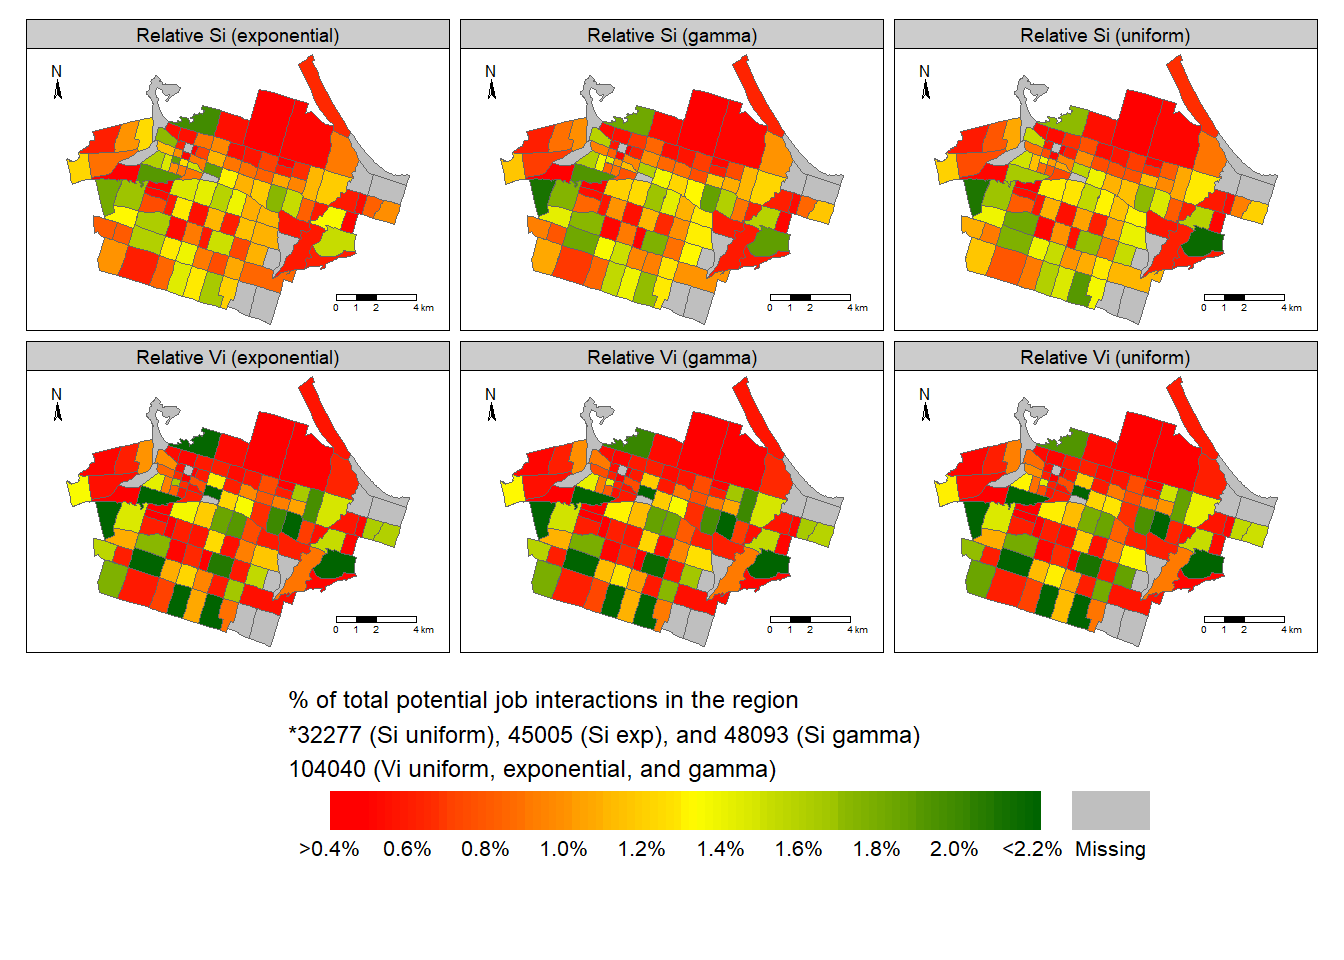 Relative Si (exponential)
Relative Si (gamma)
Relative Si (uniform)
N
N
N
0 1 2 4 km
0 1 2 4 km
0 1 2 4 km
Relative Vi (exponential)
Relative Vi (gamma)
Relative Vi (uniform)
N
N
N
0 1 2 4 km
0 1 2 4 km
0 1 2 4 km
% of total potential job interactions in the region
*32277 (Si uniform), 45005 (Si exp), and 48093 (Si gamma)
104040 (Vi uniform, exponential, and gamma)
>0.4% 0.6% 0.8% 1.0% 1.2% 1.4% 1.6% 1.8% 2.0% <2.2% Missing